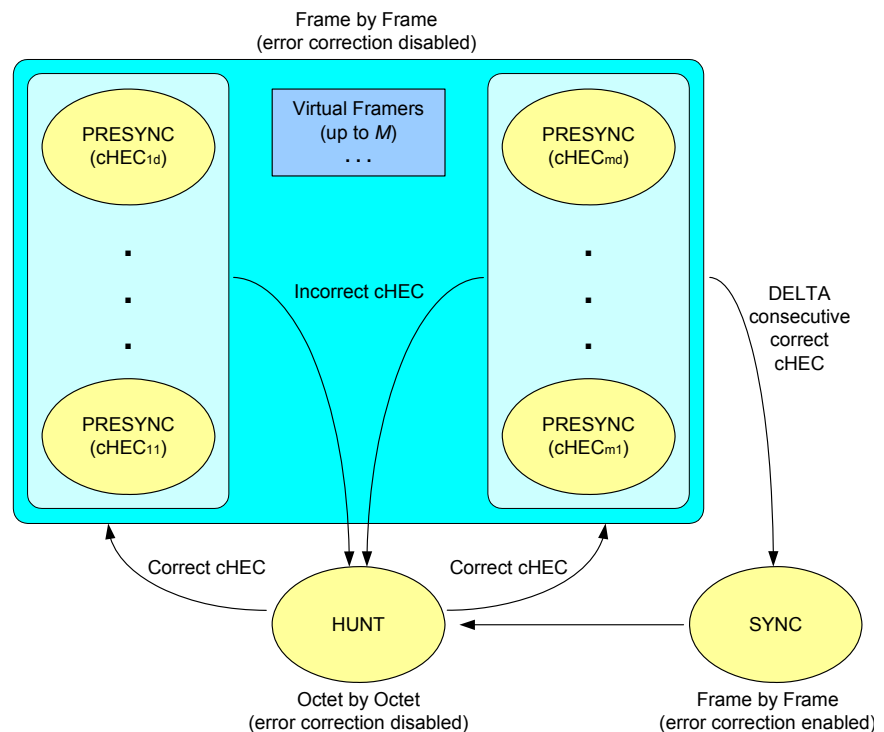 Frame by Frame
(error correction disabled)
PRESYNC
(cHEC1d)
Virtual Framers
(up to M)
. . .
PRESYNC
(cHECmd)
.
.
.
.
.
.
Incorrect cHEC
DELTA
consecutive
correct
cHEC
PRESYNC
(cHEC11)
PRESYNC
(cHECm1)
Correct cHEC
Correct cHEC
HUNT
SYNC
Octet by Octet
(error correction disabled)
Frame by Frame
(error correction enabled)